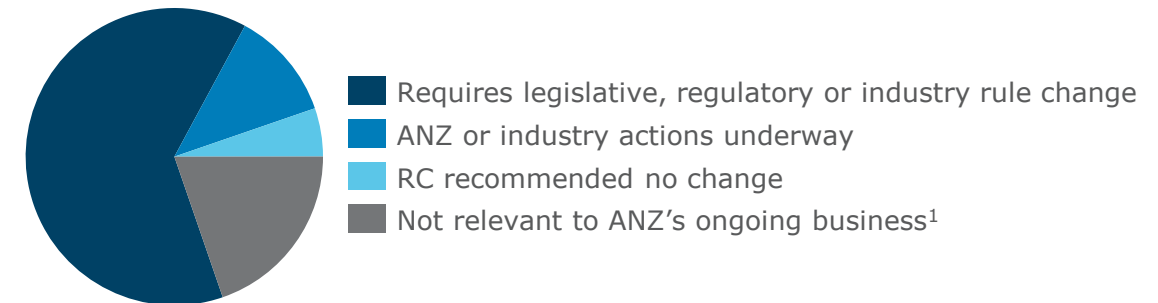 Requires legislative, regulatory or industry rule change
ANZ or industry actions underway
RC recommended no change
Not relevant to ANZ’s ongoing business¹